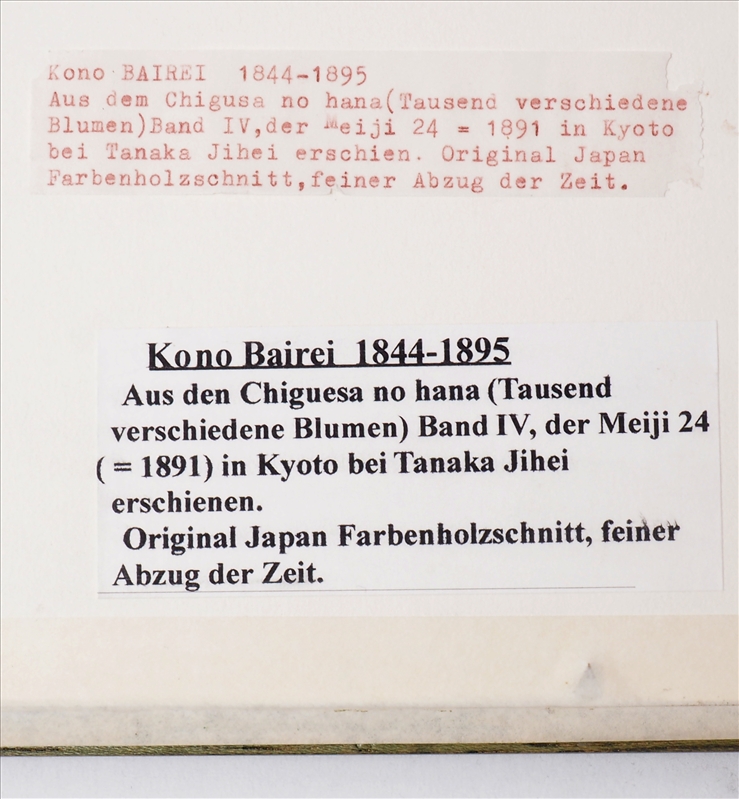 Kono BAIREI 1844-1895
Aus dem Chigusa no hana(Tausend verschiedene
Blumen)Band IV,der Meiji 24 = 1891 in Kyoto
bei Tanaka Jihei erschien. Original Japan
Farbenholzschnitt,feiner Abzug der Zeit.
Kono Bairei 1844-1895
Aus den Chiguesa no hana (Tausend
verschiedene Blumen) Band IV, der Meiji 24
( = 1891) in Kyoto bei Tanaka Jihei
erschienen.
Original Japan Farbenholzschnitt, feiner
Abzug der Zeit.